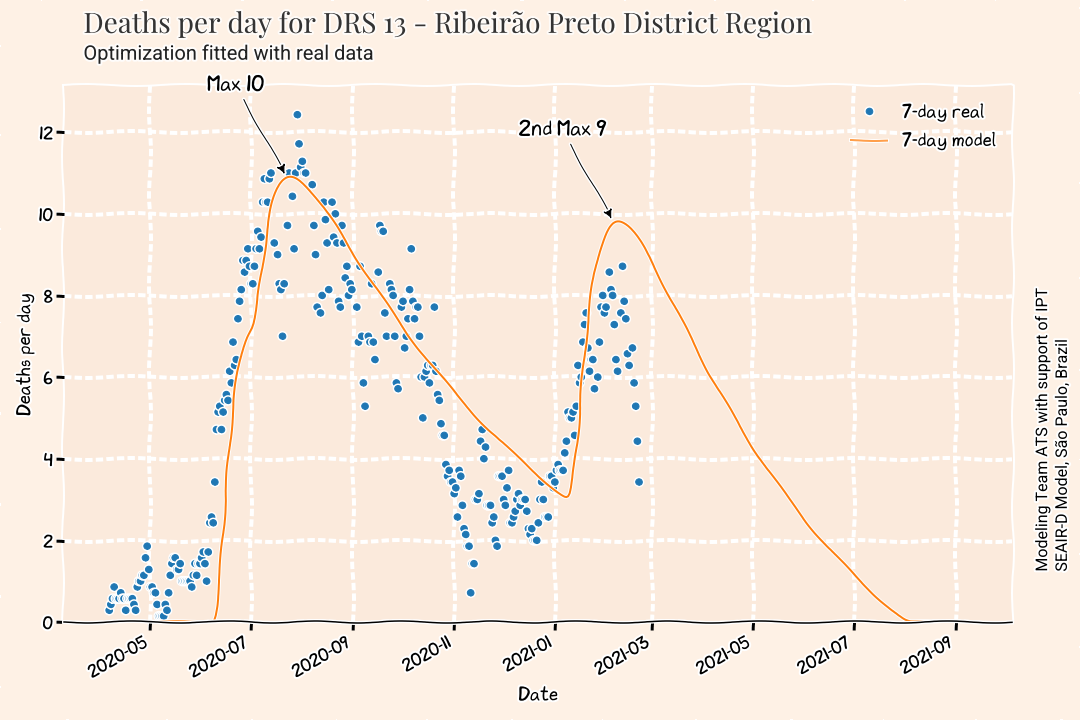 Deaths per day for DRS 13 - Ribeirão Preto District Region
Optimization fitted with real data
Max 10
2nd Max 9
7-day real
7-day model
Deaths per day
12
10
8
6
4
2
0
2020-05
2020-07
2020-09
2020-11
2021-01
2021-03
2021-05
2021-07
2021-09
Date
Modeling Team ATS with support of IPT
SEAIR-D Model, São Paulo, Brazil